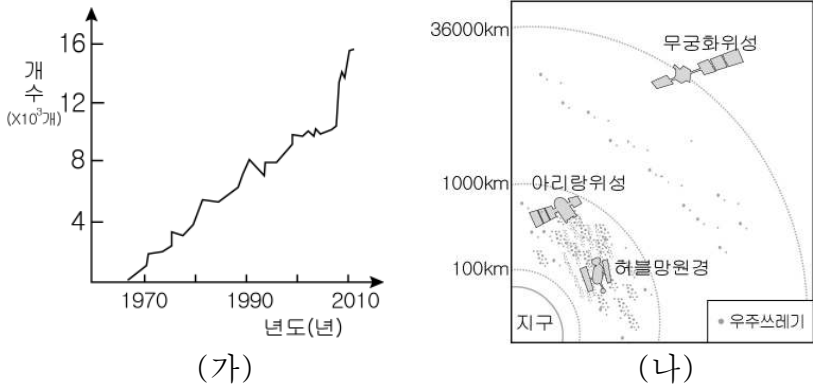 16
개
수
(X10³개)
12
8
4
1970
1990
2010
년도(년)
(가)
36000km
무궁화위성
1000km
아리랑위성
100km
허블망원경
지구
우주쓰레기
(나)